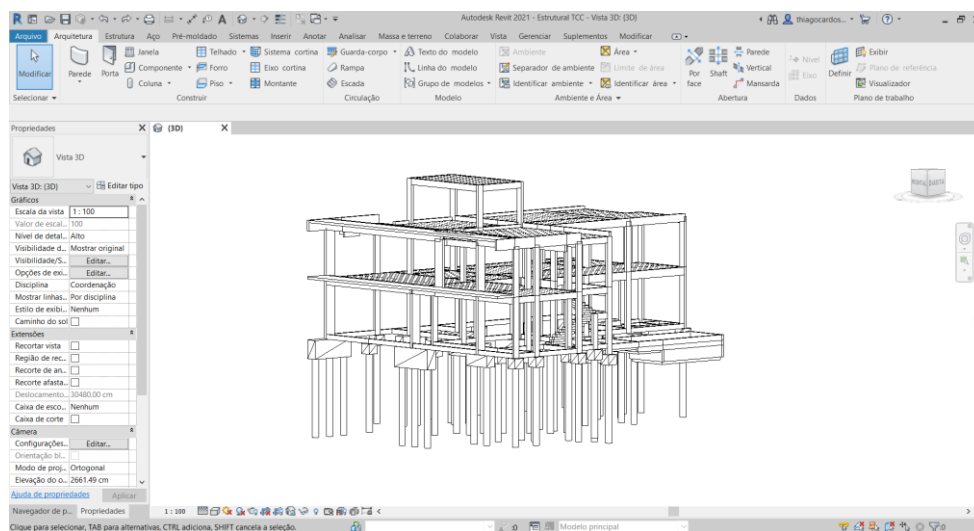 Autodesk Revit 2021 - Estrutural TCC - Vista 3D: {3D}
thiagocardos...
Arquivo Arquitetura Estrutura Aço Pré-moldado Sistemas Inserir Anotar Analisar Massa e terreno Colaborar Vista Gerenciar Suplementos Modificar
Modificar
Parede
Porta
Janela
Componente
Coluna
Telhado
Forro
Piso
Sistema cortina
Eixo cortina
Montante
Guarda-corpo
Rampa
Escada
Texto do modelo
Linha do modelo
Grupo de modelos
Ambiente
Separador de ambiente
Identificar ambiente
Área
Limite de área
Identificar área
Por face
Shaft
Parede
Vertical
Mansarda
Nível
Eixo
Definir
Exibir
Plano de referência
Visualizador
Selecionar Construir Circulação Modelo Ambiente e Área Abertura Dados Plano de trabalho
Propriedades
{3D}
Vista 3D
Vista 3D: {3D} Editar tipo
Gráficos
Escala da vista 1 : 100
Valor de escal... 100
Nível de detal... Alto
Visibilidade d... Mostrar original
Visibilidade/S... Editar...
Opções de exi... Editar...
Disciplina Coordenação
Mostrar linhas... Por disciplina
Estilo de exibi... Nenhum
Caminho do sol
Extensões
Recortar vista
Região de rec...
Recorte de an...
Recorte afasta...
Deslocamento... 30480.00 cm
Caixa de esco... Nenhum
Caixa de corte
Câmera
Configurações... Editar...
Orientação bl...
Modo de proj... Ortogonal
Elevação do o... 2661.49 cm
Ajuda de propriedades Aplicar
Navegador de p... Propriedades
1 : 100
Clique para selecionar, TAB para alternativas, CTRL adiciona, SHIFT cancela a seleção.
:0
Modelo principal
:0